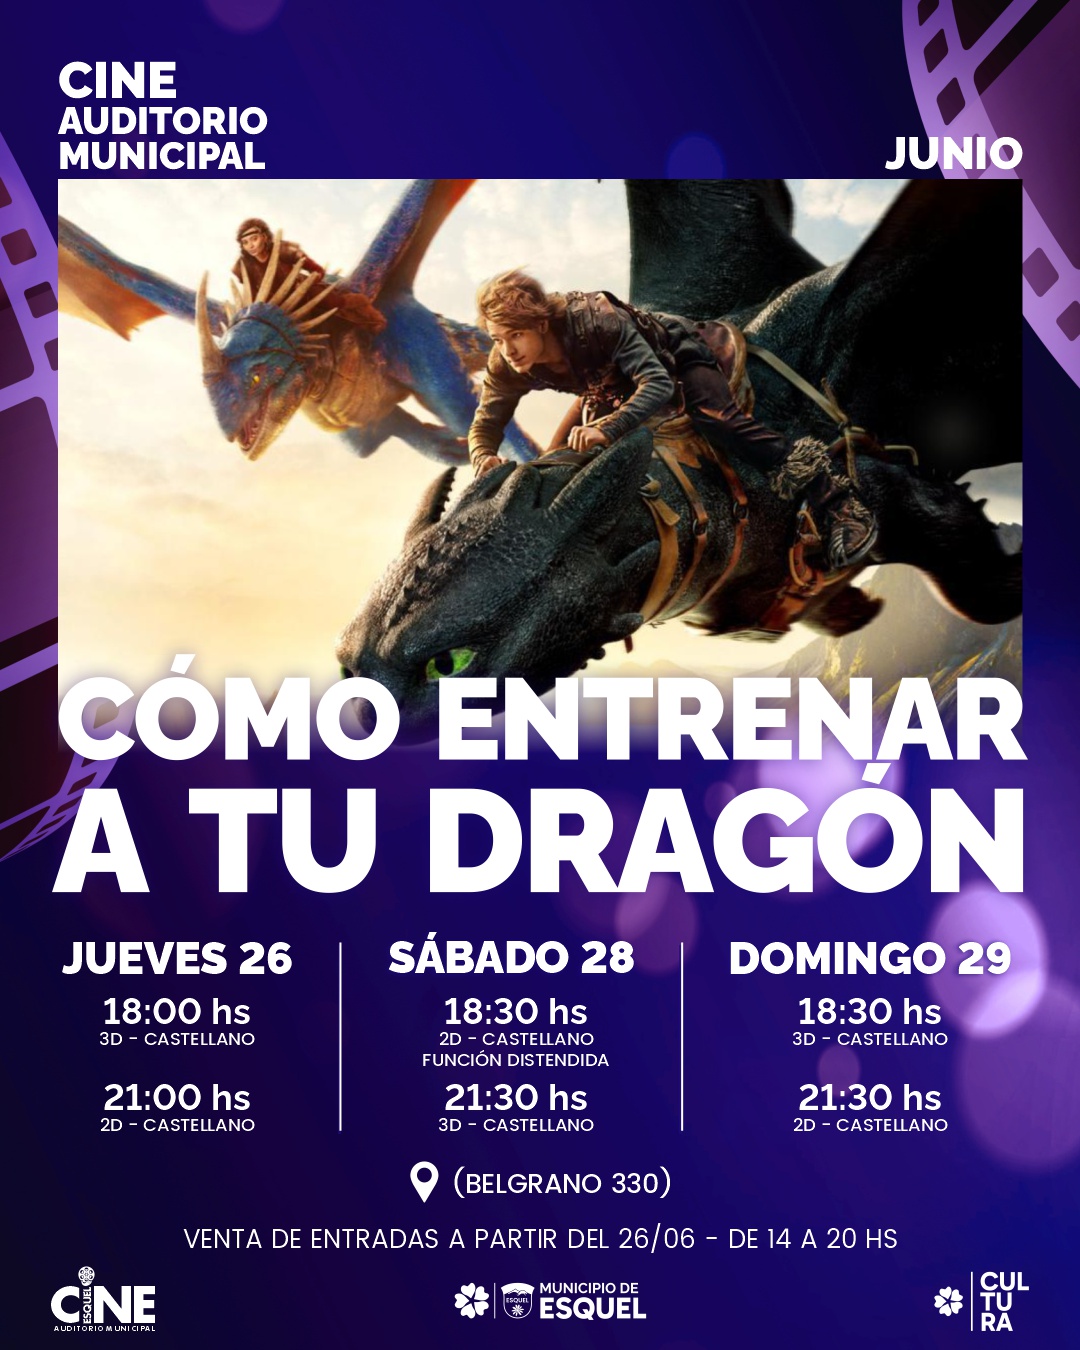 CINE
AUDITORIO
MUNICIPAL
JUNIO
CÓMO ENTRENAR
A TU DRAGÓN
JUEVES 26
18:00 hs
3D - CASTELLANO
21:00 hs
2D - CASTELLANO
SÁBADO 28
18:30 hs
2D - CASTELLANO
FUNCIÓN DISTENDIDA
21:30 hs
3D - CASTELLANO
DOMINGO 29
18:30 hs
3D - CASTELLANO
21:30 hs
2D - CASTELLANO
(BELGRANO 330)
VENTA DE ENTRADAS A PARTIR DEL 26/06 - DE 14 A 20 HS
CINE
ESQUEL
AUDITORIO MUNICIPAL
ESQUEL
MUNICIPIO DE
ESQUEL
CUL
TU
RA